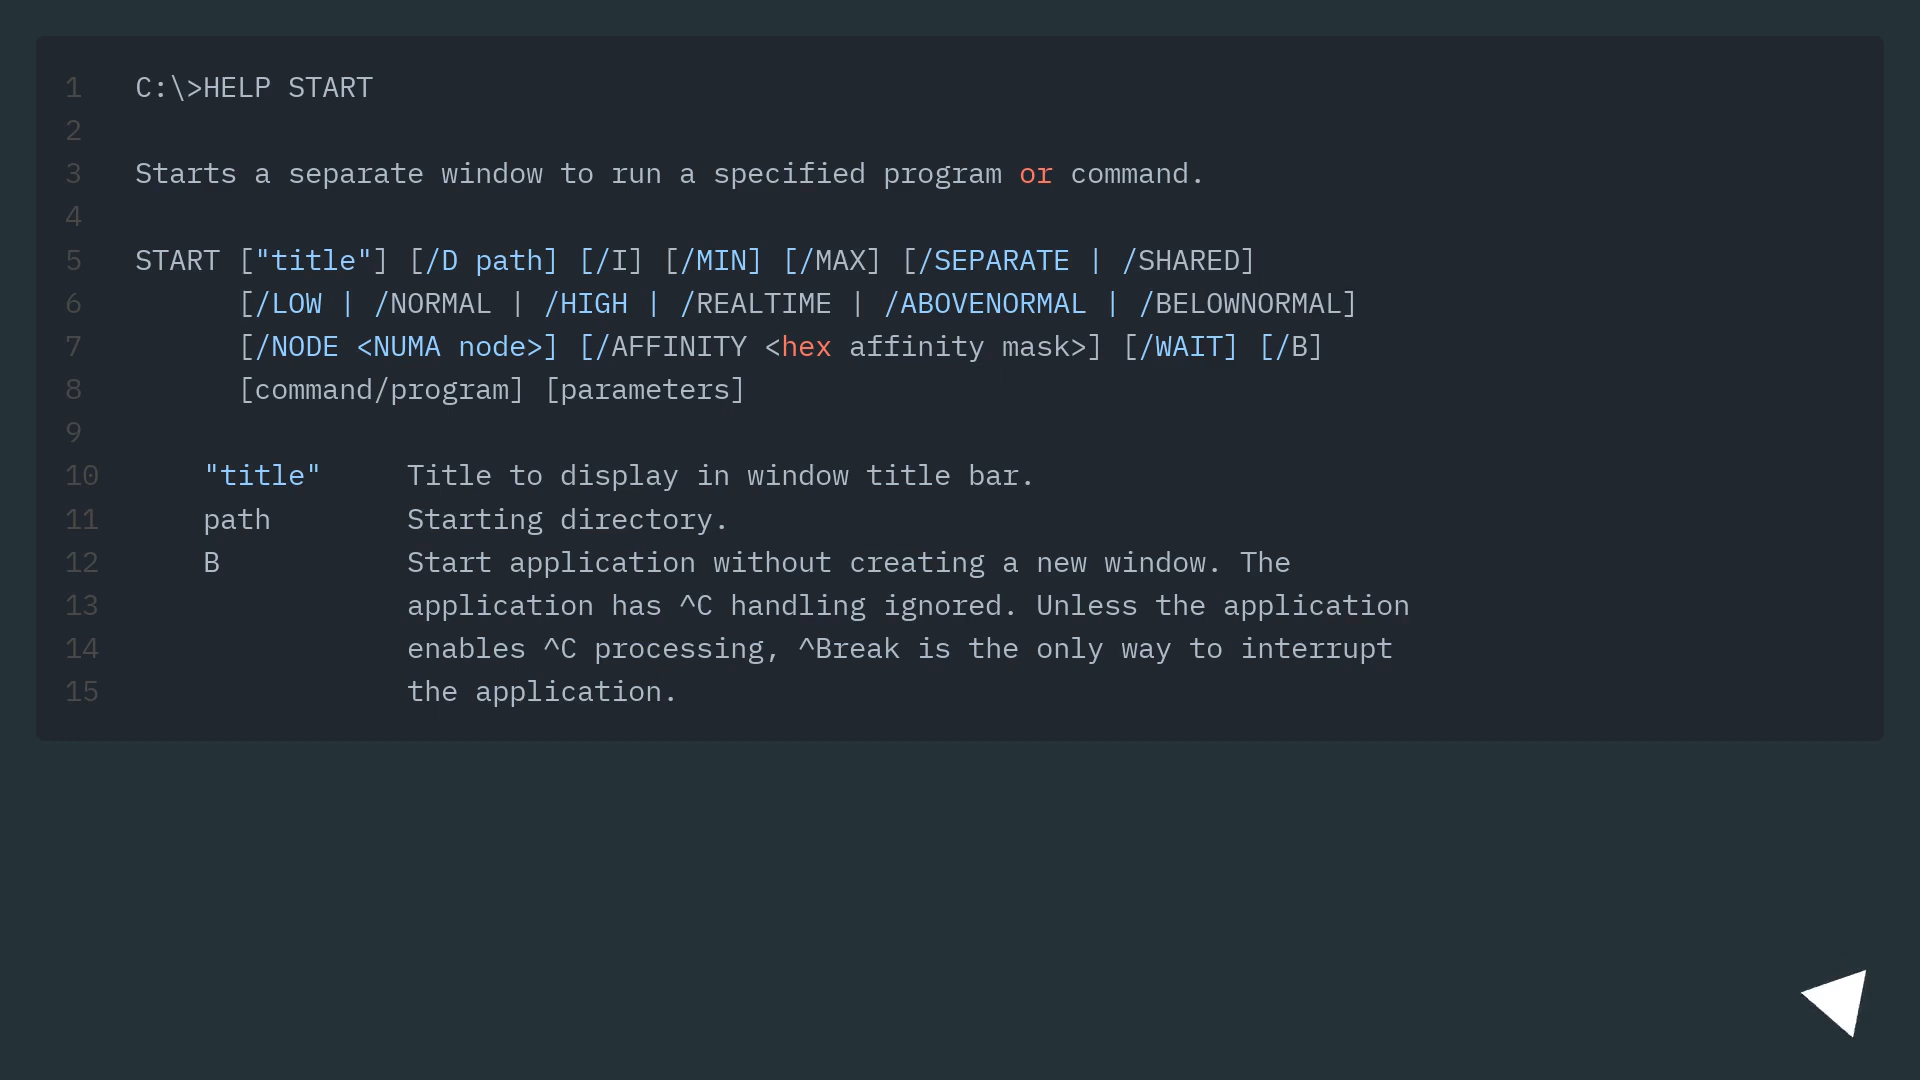 1 C:\>HELP START
2
3 Starts a separate window to run a specified program or command.
4
5 START ["title"] [/D path] [/I] [/MIN] [/MAX] [/SEPARATE | /SHARED]
6 [/LOW | /NORMAL | /HIGH | /REALTIME | /ABOVENORMAL | /BELOWNORMAL]
7 [/NODE <NUMA node>] [/AFFINITY <hex affinity mask>] [/WAIT] [/B]
8 [command/program] [parameters]
9
10 "title" Title to display in window title bar.
11 path Starting directory.
12 B Start application without creating a new window. The
13 application has ^C handling ignored. Unless the application
14 enables ^C processing, ^Break is the only way to interrupt
15 the application.